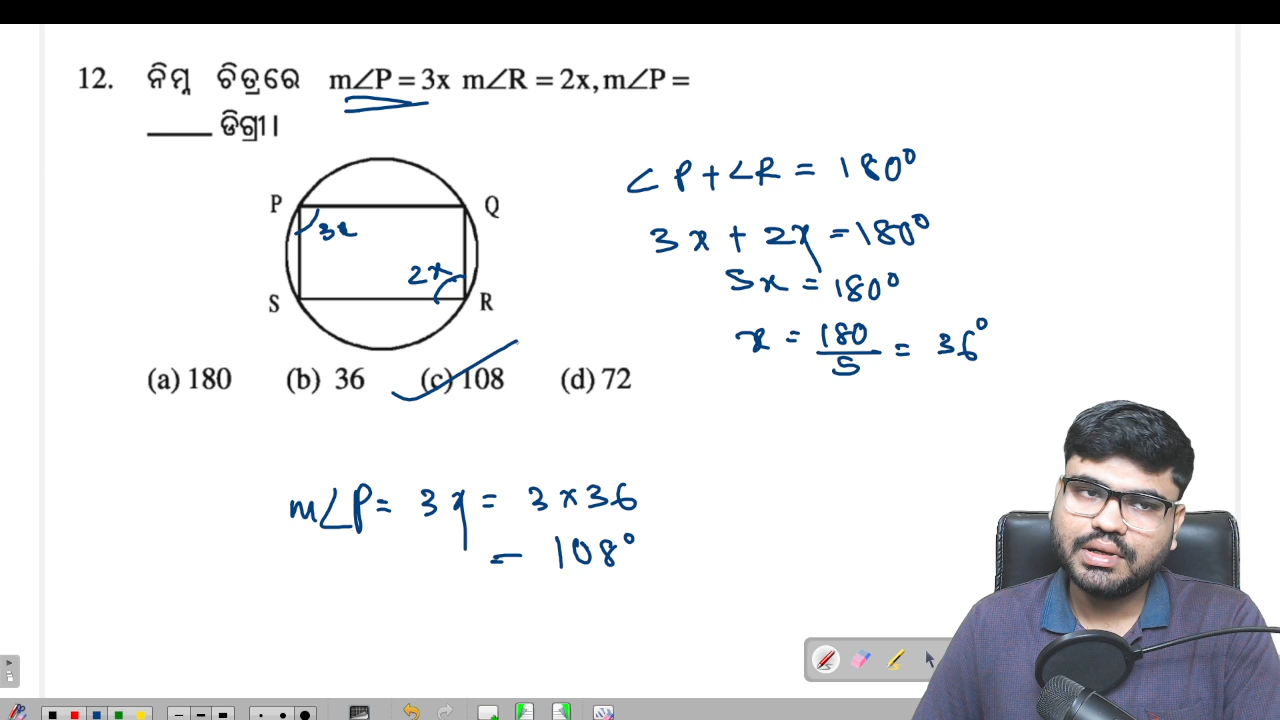 12. ନିମ୍ନ ଚିତ୍ରରେ m∠P = 3x m∠R = 2x, m∠P =
_____ ଡିଗ୍ରୀ।
∠P + ∠R = 180°
P Q
3x
3x + 2x = 180°
2x
5x = 180°
S R
x = 180/5 = 36°
(a) 180 (b) 36 (c) 108 (d) 72
m∠P = 3x = 3 × 36
= 108°